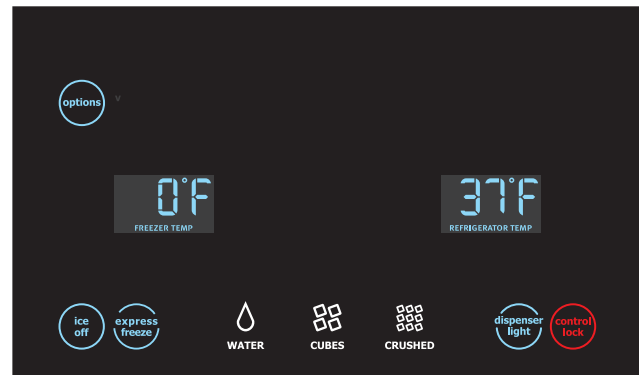 options
0°F
FREEZER TEMP
37°F
REFRIGERATOR TEMP
ice
off
express
freeze
WATER
CUBES
CRUSHED
dispenser
light
control
lock